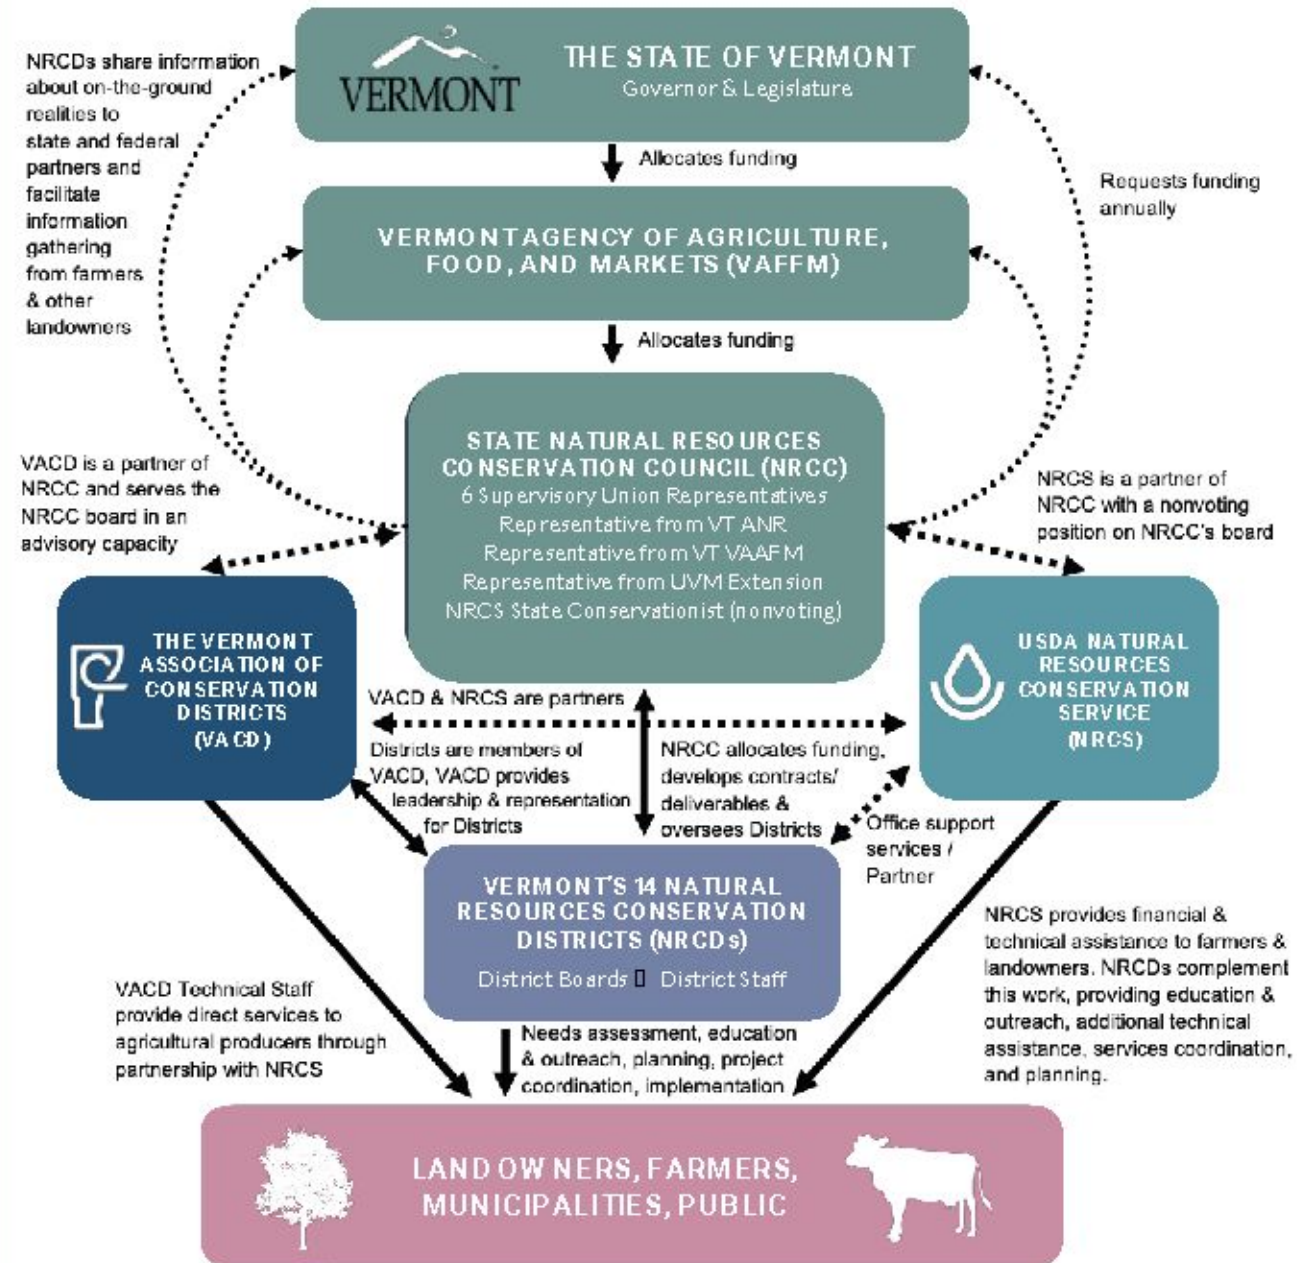 NRCDs share information
about on-the-ground
realities to
state and federal
partners and
facilitate
information
gathering
from farmers
& other
landowners
VERMONT
THE STATE OF VERMONT
Governor & Legislature
Allocates funding
Requests funding
annually
VERMONT AGENCY OF AGRICULTURE,
FOOD, AND MARKETS (VAFFM)
Allocates funding
STATE NATURAL RESOURCES
CONSERVATION COUNCIL (NRCC)
6 Supervisory Union Representatives
Representative from VT ANR
Representative from VT VAAFM
Representative from UVM Extension
NRCS State Conservationist (nonvoting)
VACD is a partner of
NRCC and serves the
NRCC board in an
advisory capacity
NRCS is a partner of
NRCC with a nonvoting
position on NRCC's board
THE VERMONT
ASSOCIATION OF
CONSERVATION
DISTRICTS
(VACD)
USDA NATURAL
RESOURCES
CONSERVATION
SERVICE
(NRCS)
VACD & NRCS are partners
Districts are members of
VACD, VACD provides
leadership & representation
for Districts
NRCC allocates funding,
develops contracts/
deliverables &
oversees Districts
Office support
services /
Partner
VERMONT'S 14 NATURAL
RESOURCES CONSERVATION
DISTRICTS (NRCDs)
District Boards ▯ District Staff
VACD Technical Staff
provide direct services to
agricultural producers through
partnership with NRCS
Needs assessment, education
& outreach, planning, project
coordination, implementation
NRCS provides financial &
technical assistance to farmers &
landowners. NRCDs complement
this work, providing education &
outreach, additional technical
assistance, services coordination,
and planning.
LANDOWNERS, FARMERS,
MUNICIPALITIES, PUBLIC